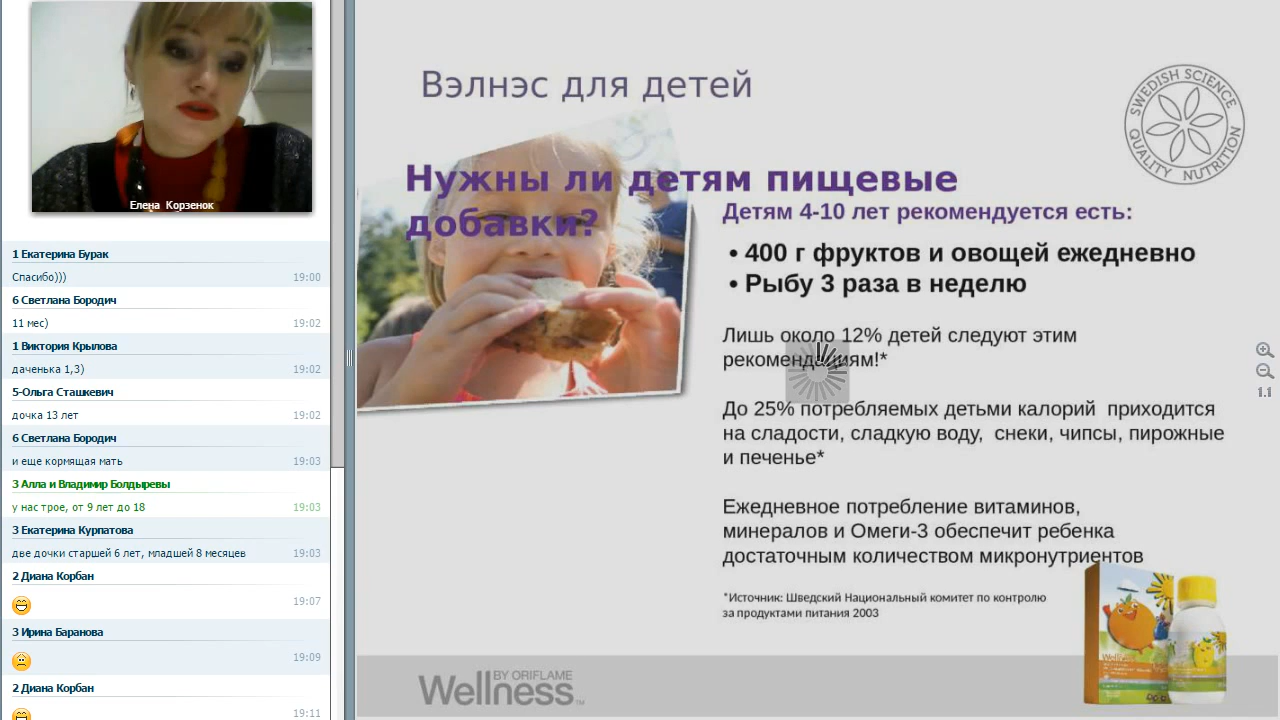 Елена Корзенок
1 Екатерина Бурак
Спасибо)))
19:00
6 Светлана Бородич
11 мес)
19:02
1 Виктория Крылова
даченька 1,3)
19:02
5-Ольга Сташкевич
дочка 13 лет
19:02
6 Светлана Бородич
и еще кормящая мать
19:03
3 Алла и Владимир Болдыревы
у нас трое, от 9 лет до 18
19:03
3 Екатерина Курпатова
две дочки старшей 6 лет, младшей 8 месяцев
19:03
2 Диана Корбан
19:07
3 Ирина Баранова
19:09
2 Диана Корбан
19:11
Вэлнэс для детей
SWEDISH SCIENCE
QUALITY NUTRITION
Нужны ли детям пищевые
добавки?
Детям 4-10 лет рекомендуется есть:
• 400 г фруктов и овощей ежедневно
• Рыбу 3 раза в неделю
Лишь около 12% детей следуют этим
рекомендациям!*
До 25% потребляемых детьми калорий приходится
на сладости, сладкую воду, снеки, чипсы, пирожные
и печенье*
Ежедневное потребление витаминов,
минералов и Омеги-3 обеспечит ребенка
достаточным количеством микронутриентов
*Источник: Шведский Национальный комитет по контролю
за продуктами питания 2003
BY ORIFLAME
Wellness™
1.1